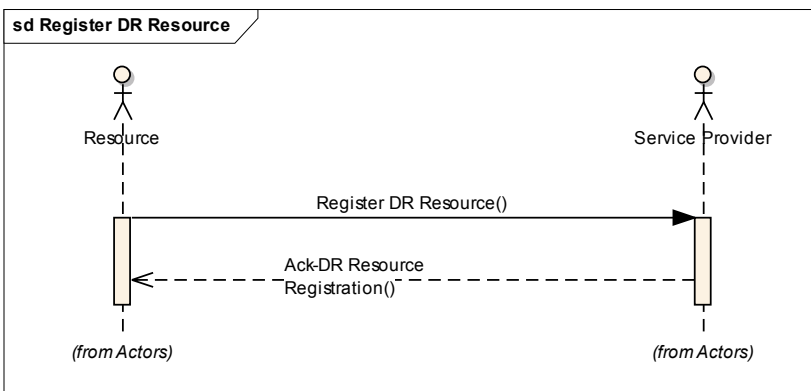 sd Register DR Resource
Resource
Service Provider
Register DR Resource()
Ack-DR Resource
Registration()
(from Actors)
(from Actors)